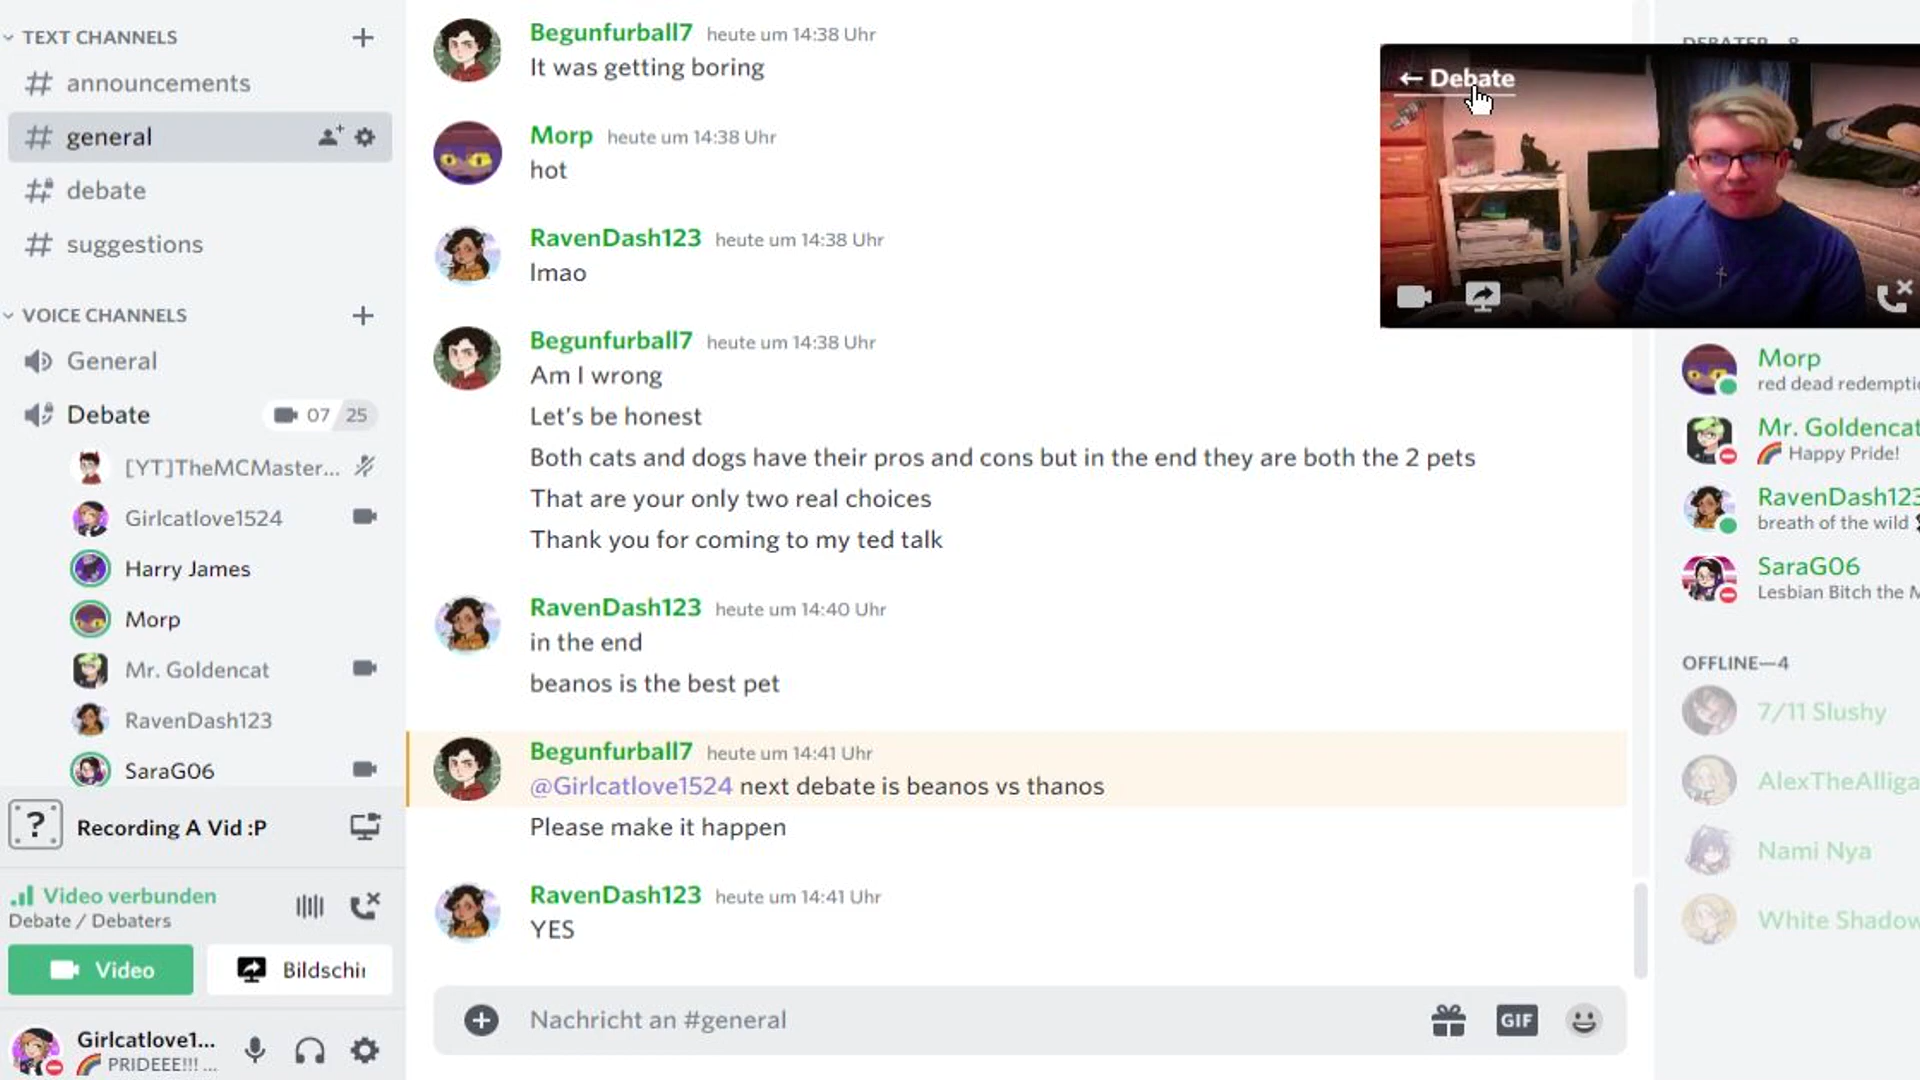 TEXT CHANNELS
announcements
general
debate
suggestions
VOICE CHANNELS
General
Debate 07 25
[YT]TheMCMaster...
Girlcatlove1524
Harry James
Morp
Mr. Goldencat
RavenDash123
SaraG06
? Recording A Vid :P
Video verbunden
Debate / Debaters
Video
Girlcatlove1...
PRIDEEE!!! ...
Begunfurball7 heute um 14:38 Uhr
It was getting boring
Morp heute um 14:38 Uhr
hot
RavenDash123 heute um 14:38 Uhr
lmao
Begunfurball7 heute um 14:38 Uhr
Am I wrong
Let's be honest
Both cats and dogs have their pros and cons but in the end they are both the 2 pets
That are your only two real choices
Thank you for coming to my ted talk
RavenDash123 heute um 14:40 Uhr
in the end
beanos is the best pet
Begunfurball7 heute um 14:41 Uhr
@Girlcatlove1524 next debate is beanos vs thanos
Please make it happen
RavenDash123 heute um 14:41 Uhr
YES
Nachricht an #general
GIF
← Debate
Morp
red dead
Mr. Goldencat
Happy Pride!
RavenDash123
breath of the wild
SaraG06
Lesbian Bitch the
OFFLINE—4
7/11 Slushy
Nami Nya
White Shadow